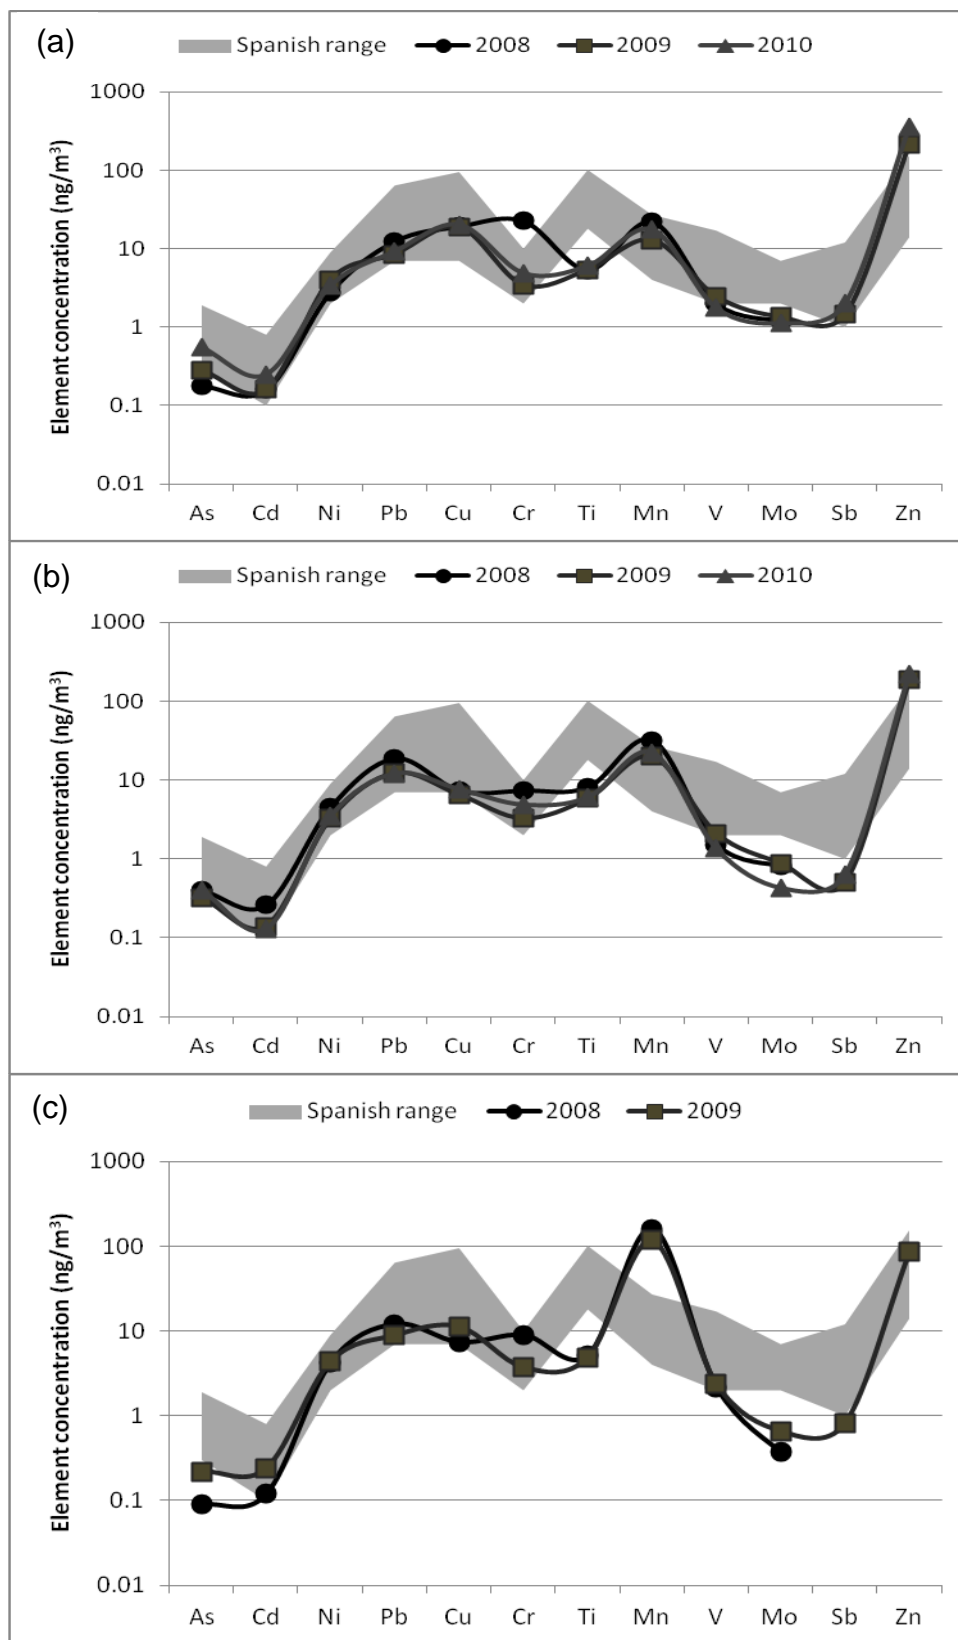 (a)
Spanish range 2008 2009 2010
Element concentration (ng/m³)
1000
100
10
1
0.1
0.01
As Cd Ni Pb Cu Cr Ti Mn V Mo Sb Zn
(b)
Spanish range 2008 2009 2010
Element concentration (ng/m³)
1000
100
10
1
0.1
0.01
As Cd Ni Pb Cu Cr Ti Mn V Mo Sb Zn
(c)
Spanish range 2008 2009
Element concentration (ng/m³)
1000
100
10
1
0.1
0.01
As Cd Ni Pb Cu Cr Ti Mn V Mo Sb Zn